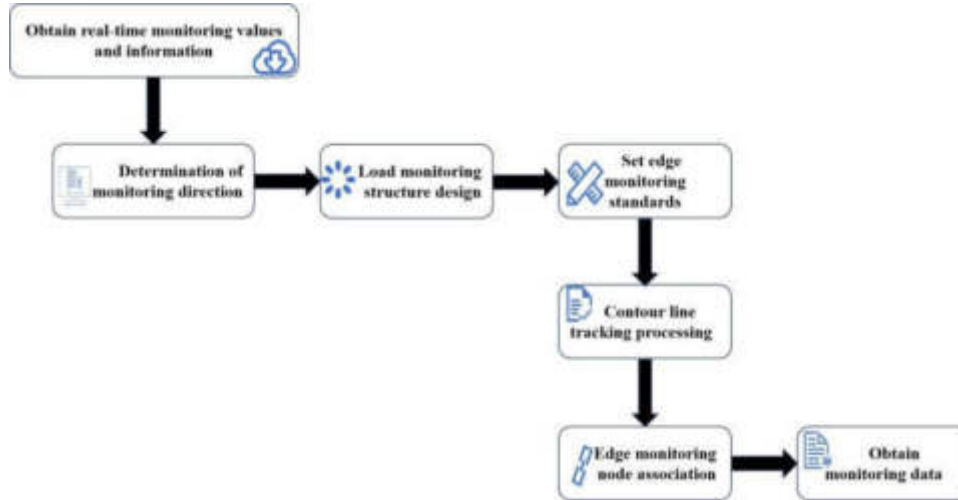 Obtain real-time monitoring values
and information
Determination of
monitoring direction
Load monitoring
structure design
Set edge
monitoring
standards
Contour line
tracking processing
Edge monitoring
node association
Obtain
monitoring data